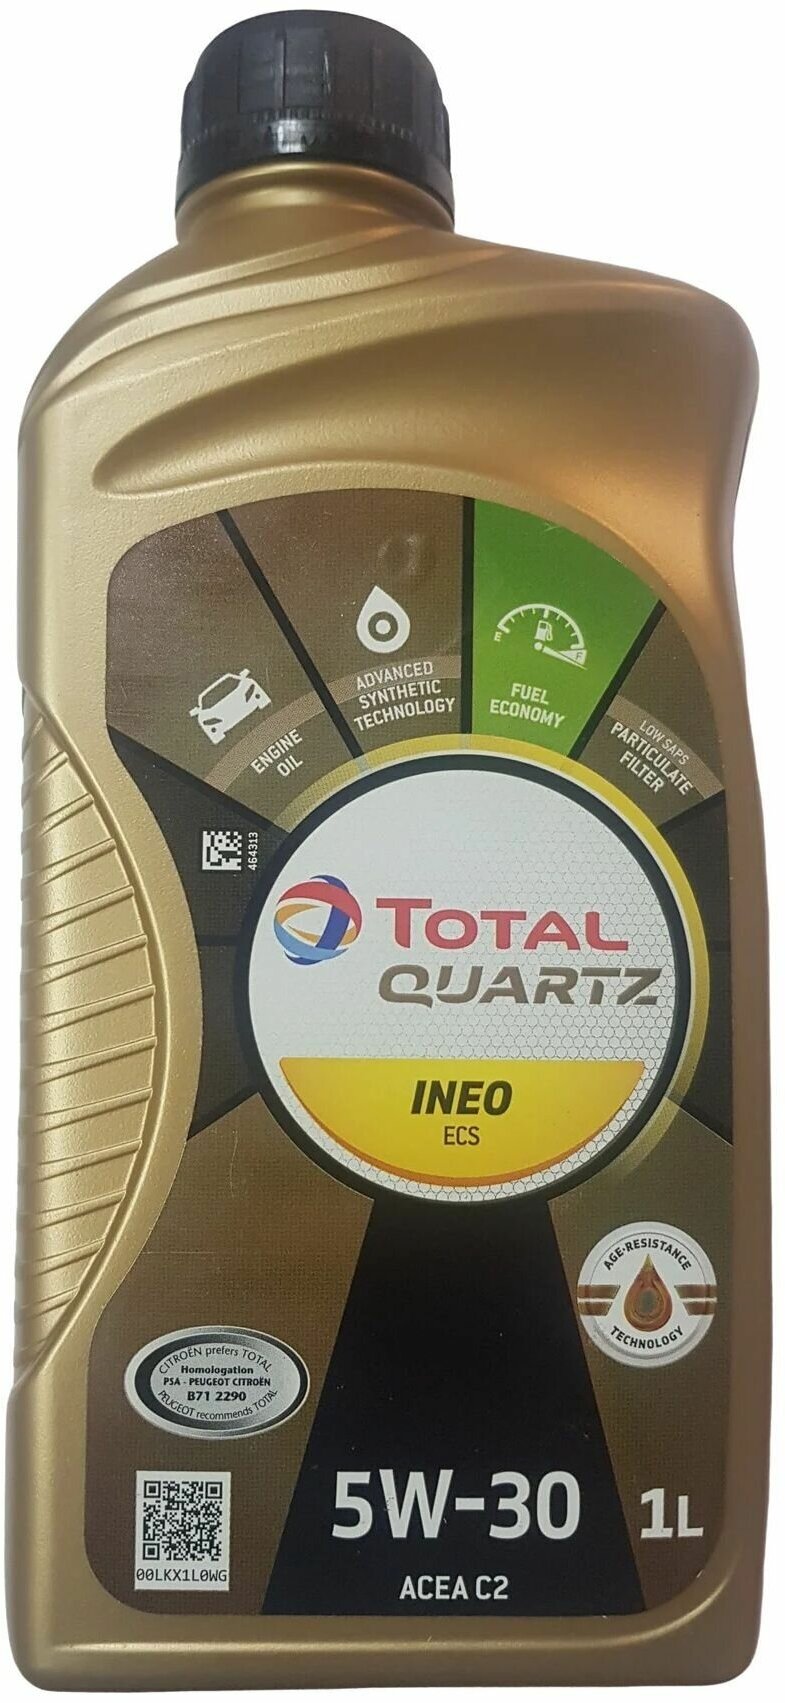 ENGINE
OIL
ADVANCED
SYNTHETIC
TECHNOLOGY
E
F
FUEL
ECONOMY
LOW SAPS
PARTICULATE
FILTER
464313
TOTAL
QUARTZ
INEO
ECS
AGE-RESISTANCE
TECHNOLOGY
CITROËN prefers TOTAL
Homologation
PSA - PEUGEOT CITROËN
B71 2290
PEUGEOT recommends TOTAL
00LKX1L0WG
5W-30
1L
ACEA C2